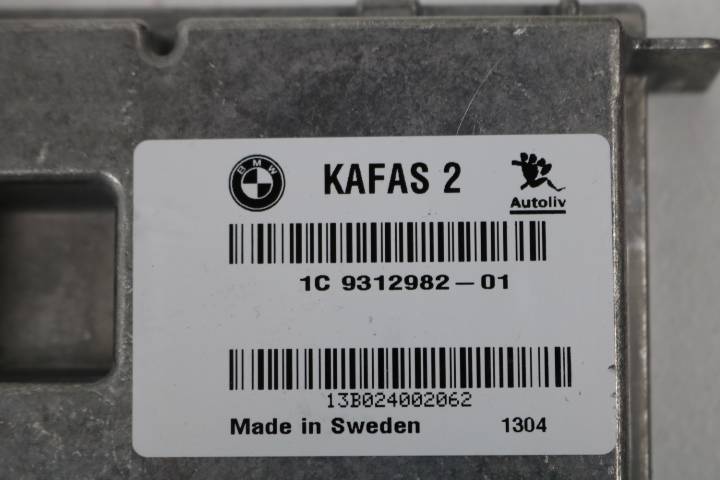 BMW
KAFAS 2
Autoliv
1C 9312982-01
13B024002062
Made in Sweden 1304